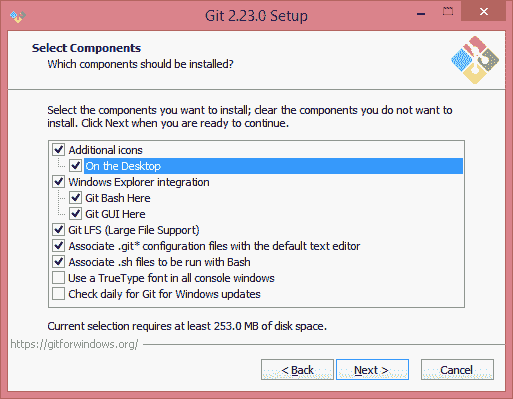 Git 2.23.0 Setup
Select Components
Which components should be installed?
Select the components you want to install; clear the components you do not want to
install. Click Next when you are ready to continue.
Additional icons
On the Desktop
Windows Explorer integration
Git Bash Here
Git GUI Here
Git LFS (Large File Support)
Associate .git* configuration files with the default text editor
Associate .sh files to be run with Bash
Use a TrueType font in all console windows
Check daily for Git for Windows updates
Current selection requires at least 253.0 MB of disk space.
https://gitforwindows.org/
< Back
Next >
Cancel